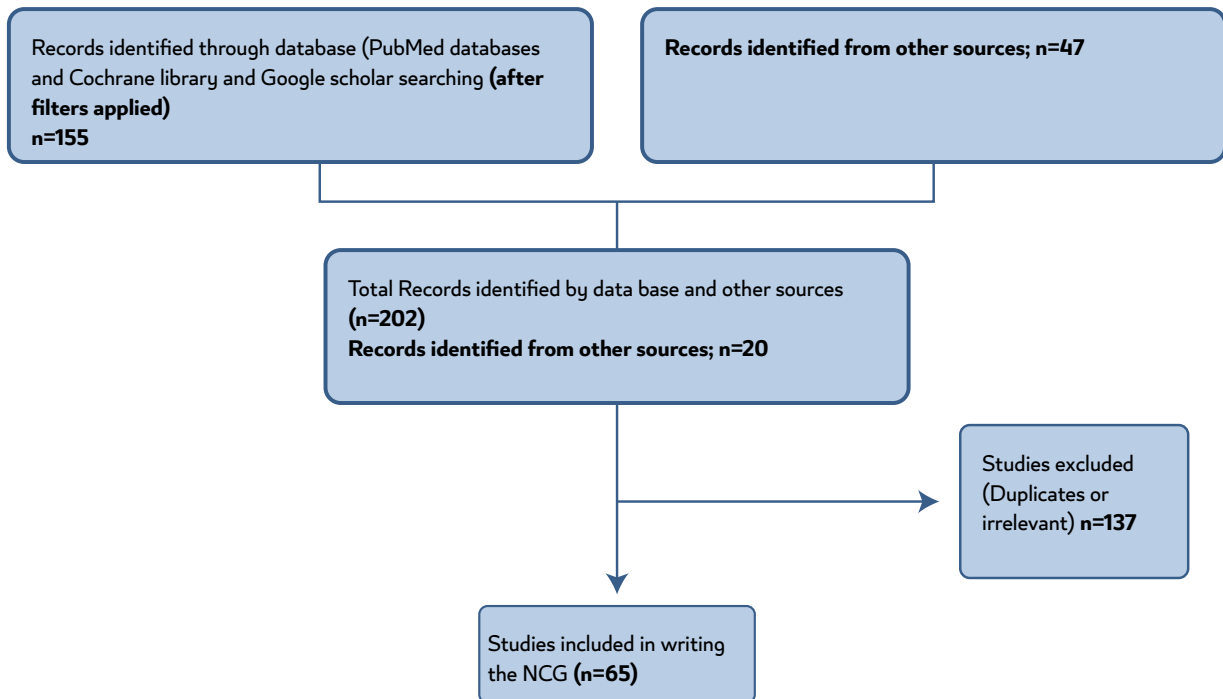 Records identified through database (PubMed databases
and Cochrane library and Google scholar searching (after
filters applied)
n=155
Records identified from other sources; n=47
Total Records identified by data base and other sources
(n=202)
Records identified from other sources; n=20
Studies excluded
(Duplicates or
irrelevant) n=137
Studies included in writing
the NCG (n=65)